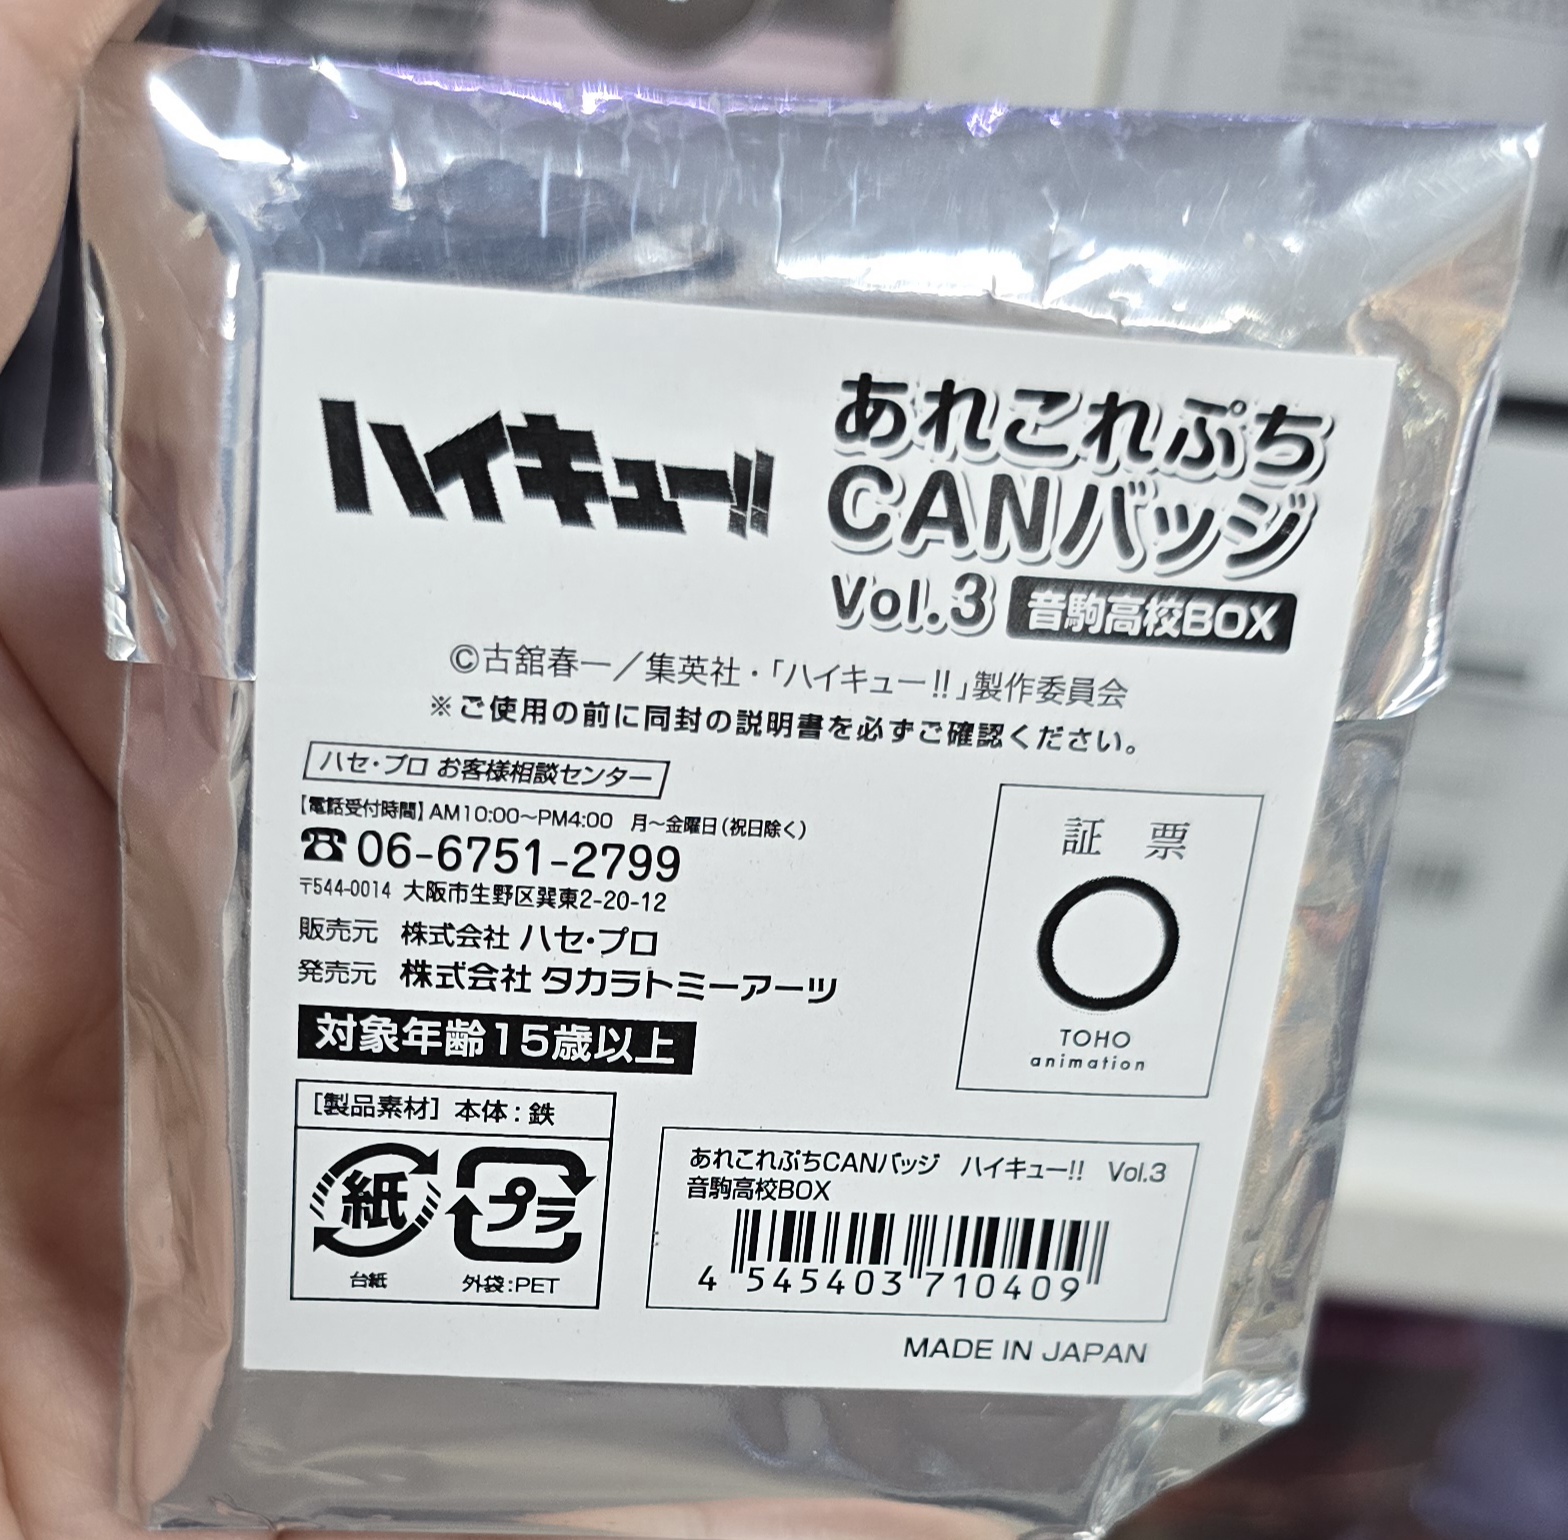 ハイキュー!!
あれこれぷち
CANバッジ
Vol.3 音駒高校BOX
©古舘春一／集英社・「ハイキュー!!」製作委員会
※ご使用の前に同封の説明書を必ずご確認ください。
ハセ・プロ お客様相談センター
【電話受付時間】AM10:00～PM4:00 月～金曜日(祝日除く)
☎06-6751-2799
〒544-0014 大阪市生野区巽東2-20-12
販売元 株式会社 ハセ・プロ
発売元 株式会社 タカラトミーアーツ
対象年齢15歳以上
証票
TOHO
animation
[製品素材] 本体:鉄
紙
台紙
プラ
外袋:PET
あれこれぷちCANバッジ ハイキュー!! Vol.3
音駒高校BOX
4 545403 710409
MADE IN JAPAN